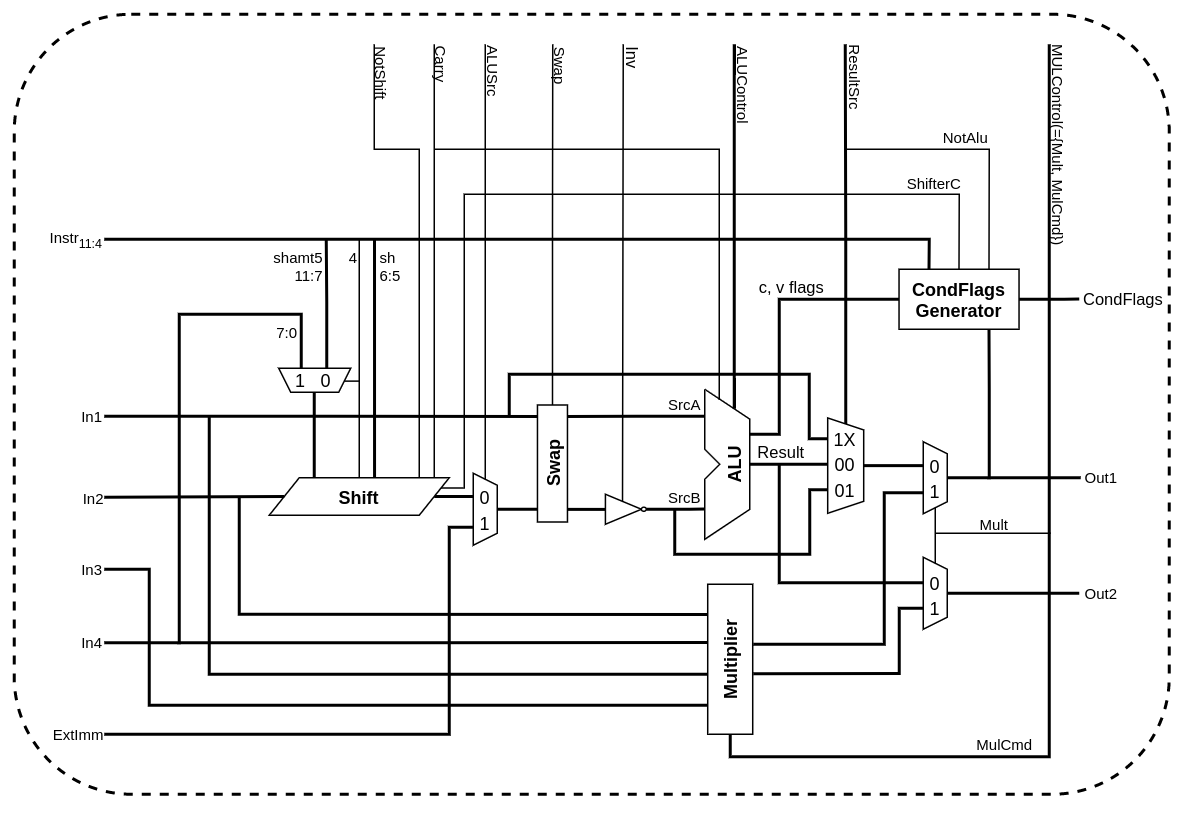 NotShift
Carry
ALUSrc
Swap
Inv
ALUControl
ResultSrc
MULControl(={Mult, MulCmd})
NotAlu
ShifterC
Instr11:4
shamt5
11:7
4
sh
6:5
c, v flags
CondFlags
Generator
CondFlags
7:0
1 0
In1
SrcA
Swap
ALU
Result
1X
00
01
0
1
Out1
In2
Shift
0
1
SrcB
Mult
In3
0
1
Out2
In4
Multiplier
ExtImm
MulCmd